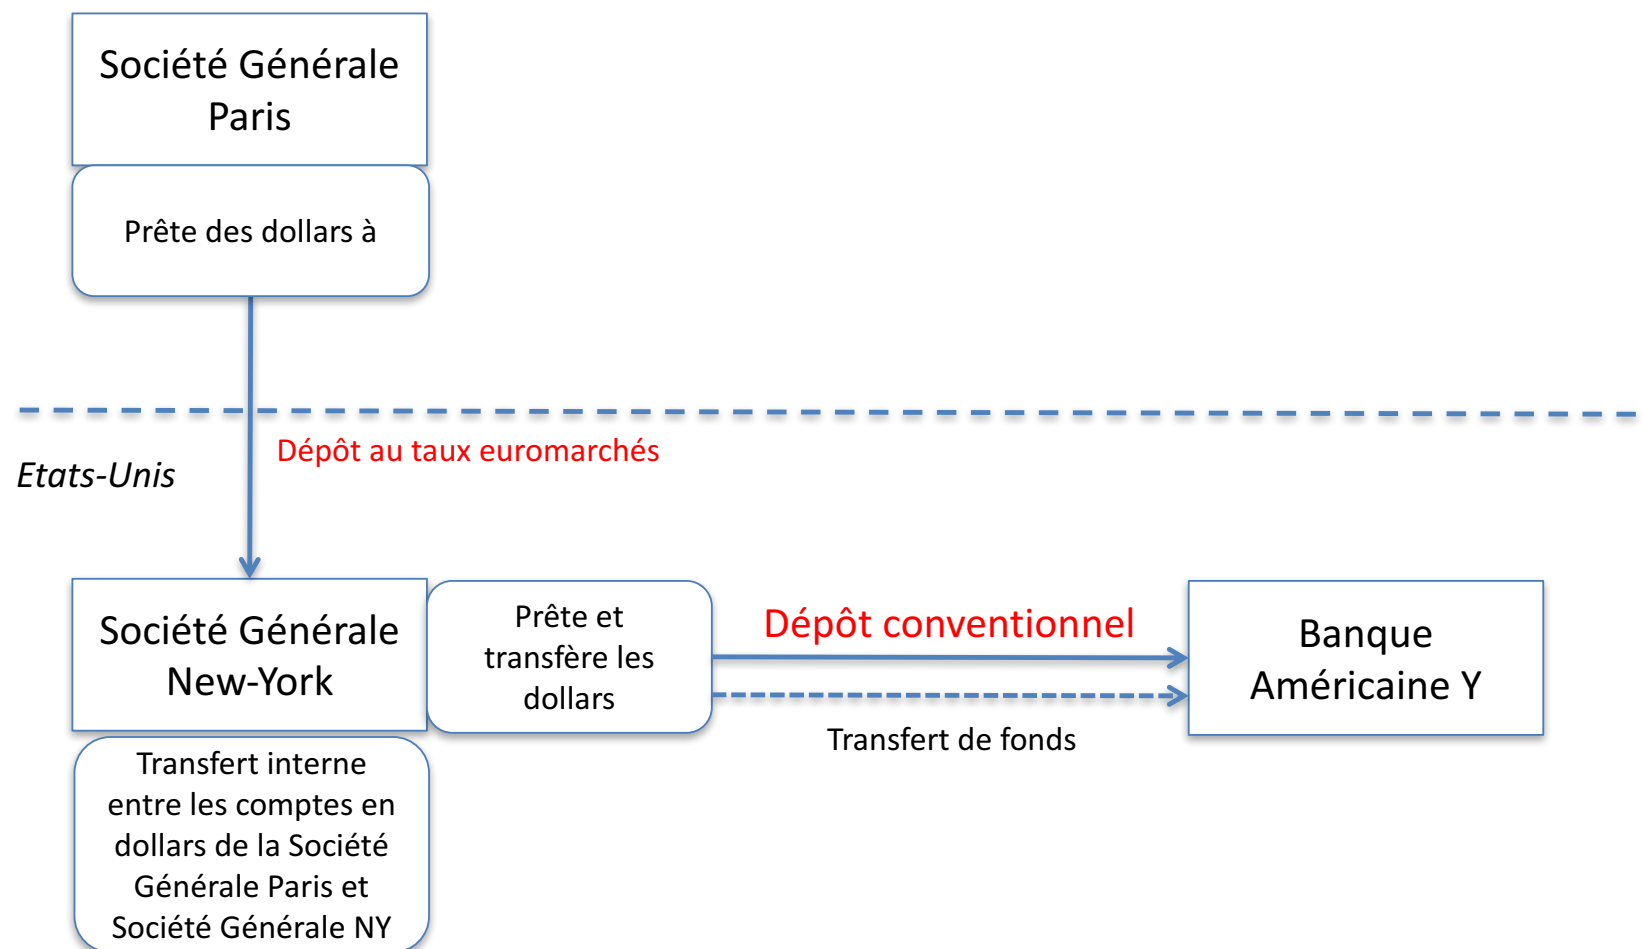 Société Générale
Paris
Prête des dollars à
Dépôt au taux euromarchés
Etats-Unis
Société Générale
New-York
Prête et
transfère les
dollars
Dépôt conventionnel
Transfert de fonds
Banque
Américaine Y
Transfert interne
entre les comptes en
dollars de la Société
Générale Paris et
Société Générale NY